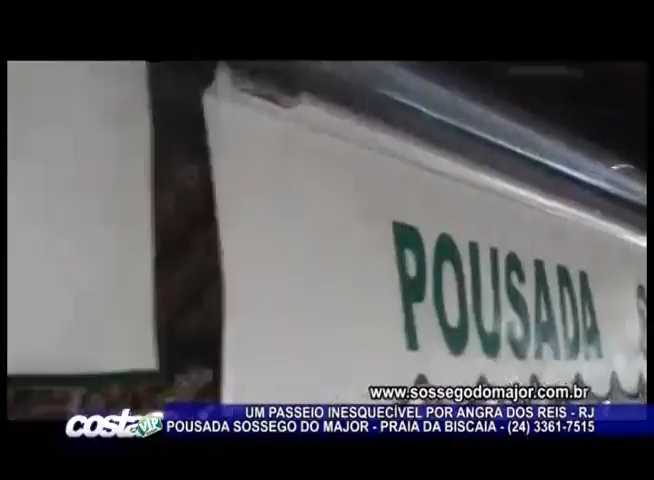 POUSADA S
www.sossegodomajor.com.br
UM PASSEIO INESQUECÍVEL POR ANGRA DOS REIS - RJ
costa VIP
POUSADA SOSSEGO DO MAJOR - PRAIA DA BISCAIA - (24) 3361-7515